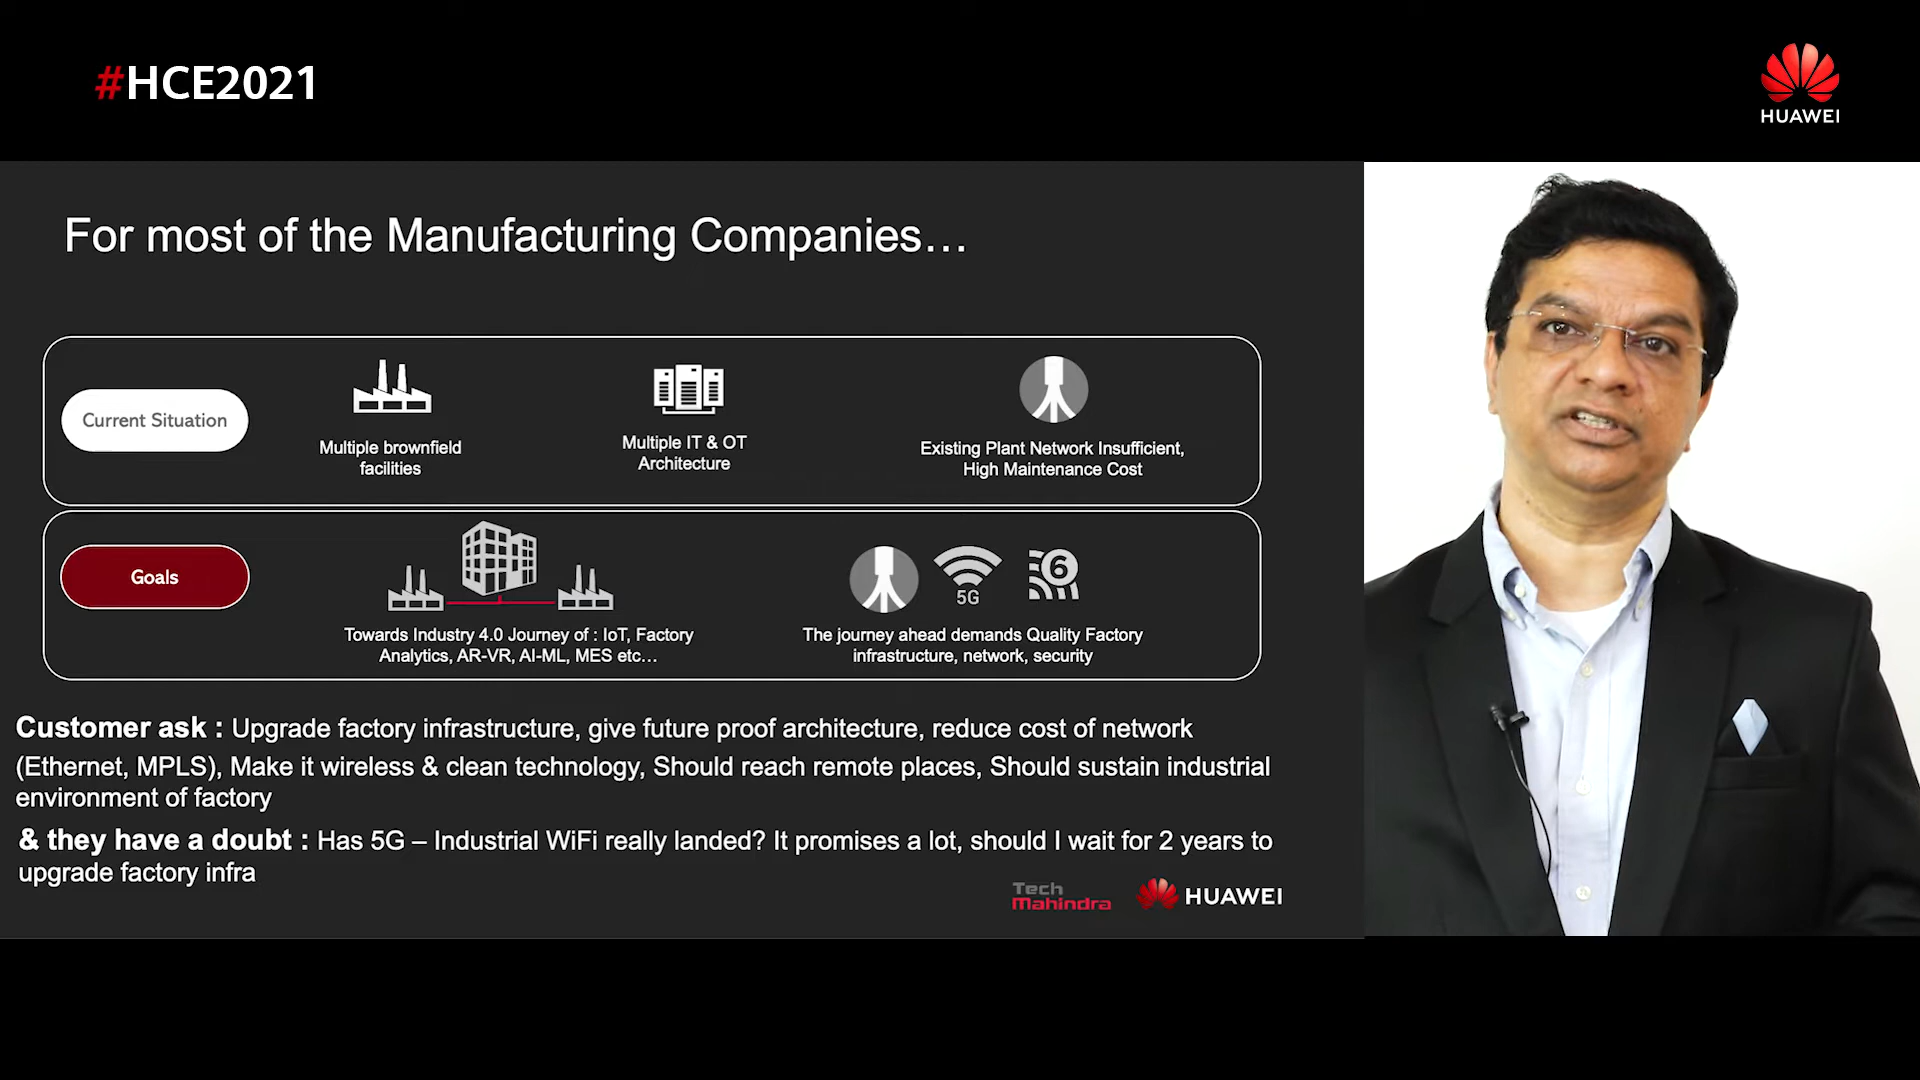 #HCE2021
HUAWEI
For most of the Manufacturing Companies…
Current Situation
Multiple brownfield
facilities
Multiple IT & OT
Architecture
Existing Plant Network Insufficient,
High Maintenance Cost
Goals
5G
6
Towards Industry 4.0 Journey of : IoT, Factory
Analytics, AR-VR, AI-ML, MES etc…
The journey ahead demands Quality Factory
infrastructure, network, security
Customer ask : Upgrade factory infrastructure, give future proof architecture, reduce cost of network
(Ethernet, MPLS), Make it wireless & clean technology, Should reach remote places, Should sustain industrial
environment of factory
& they have a doubt : Has 5G – Industrial WiFi really landed? It promises a lot, should I wait for 2 years to
upgrade factory infra
Tech
Mahindra
HUAWEI